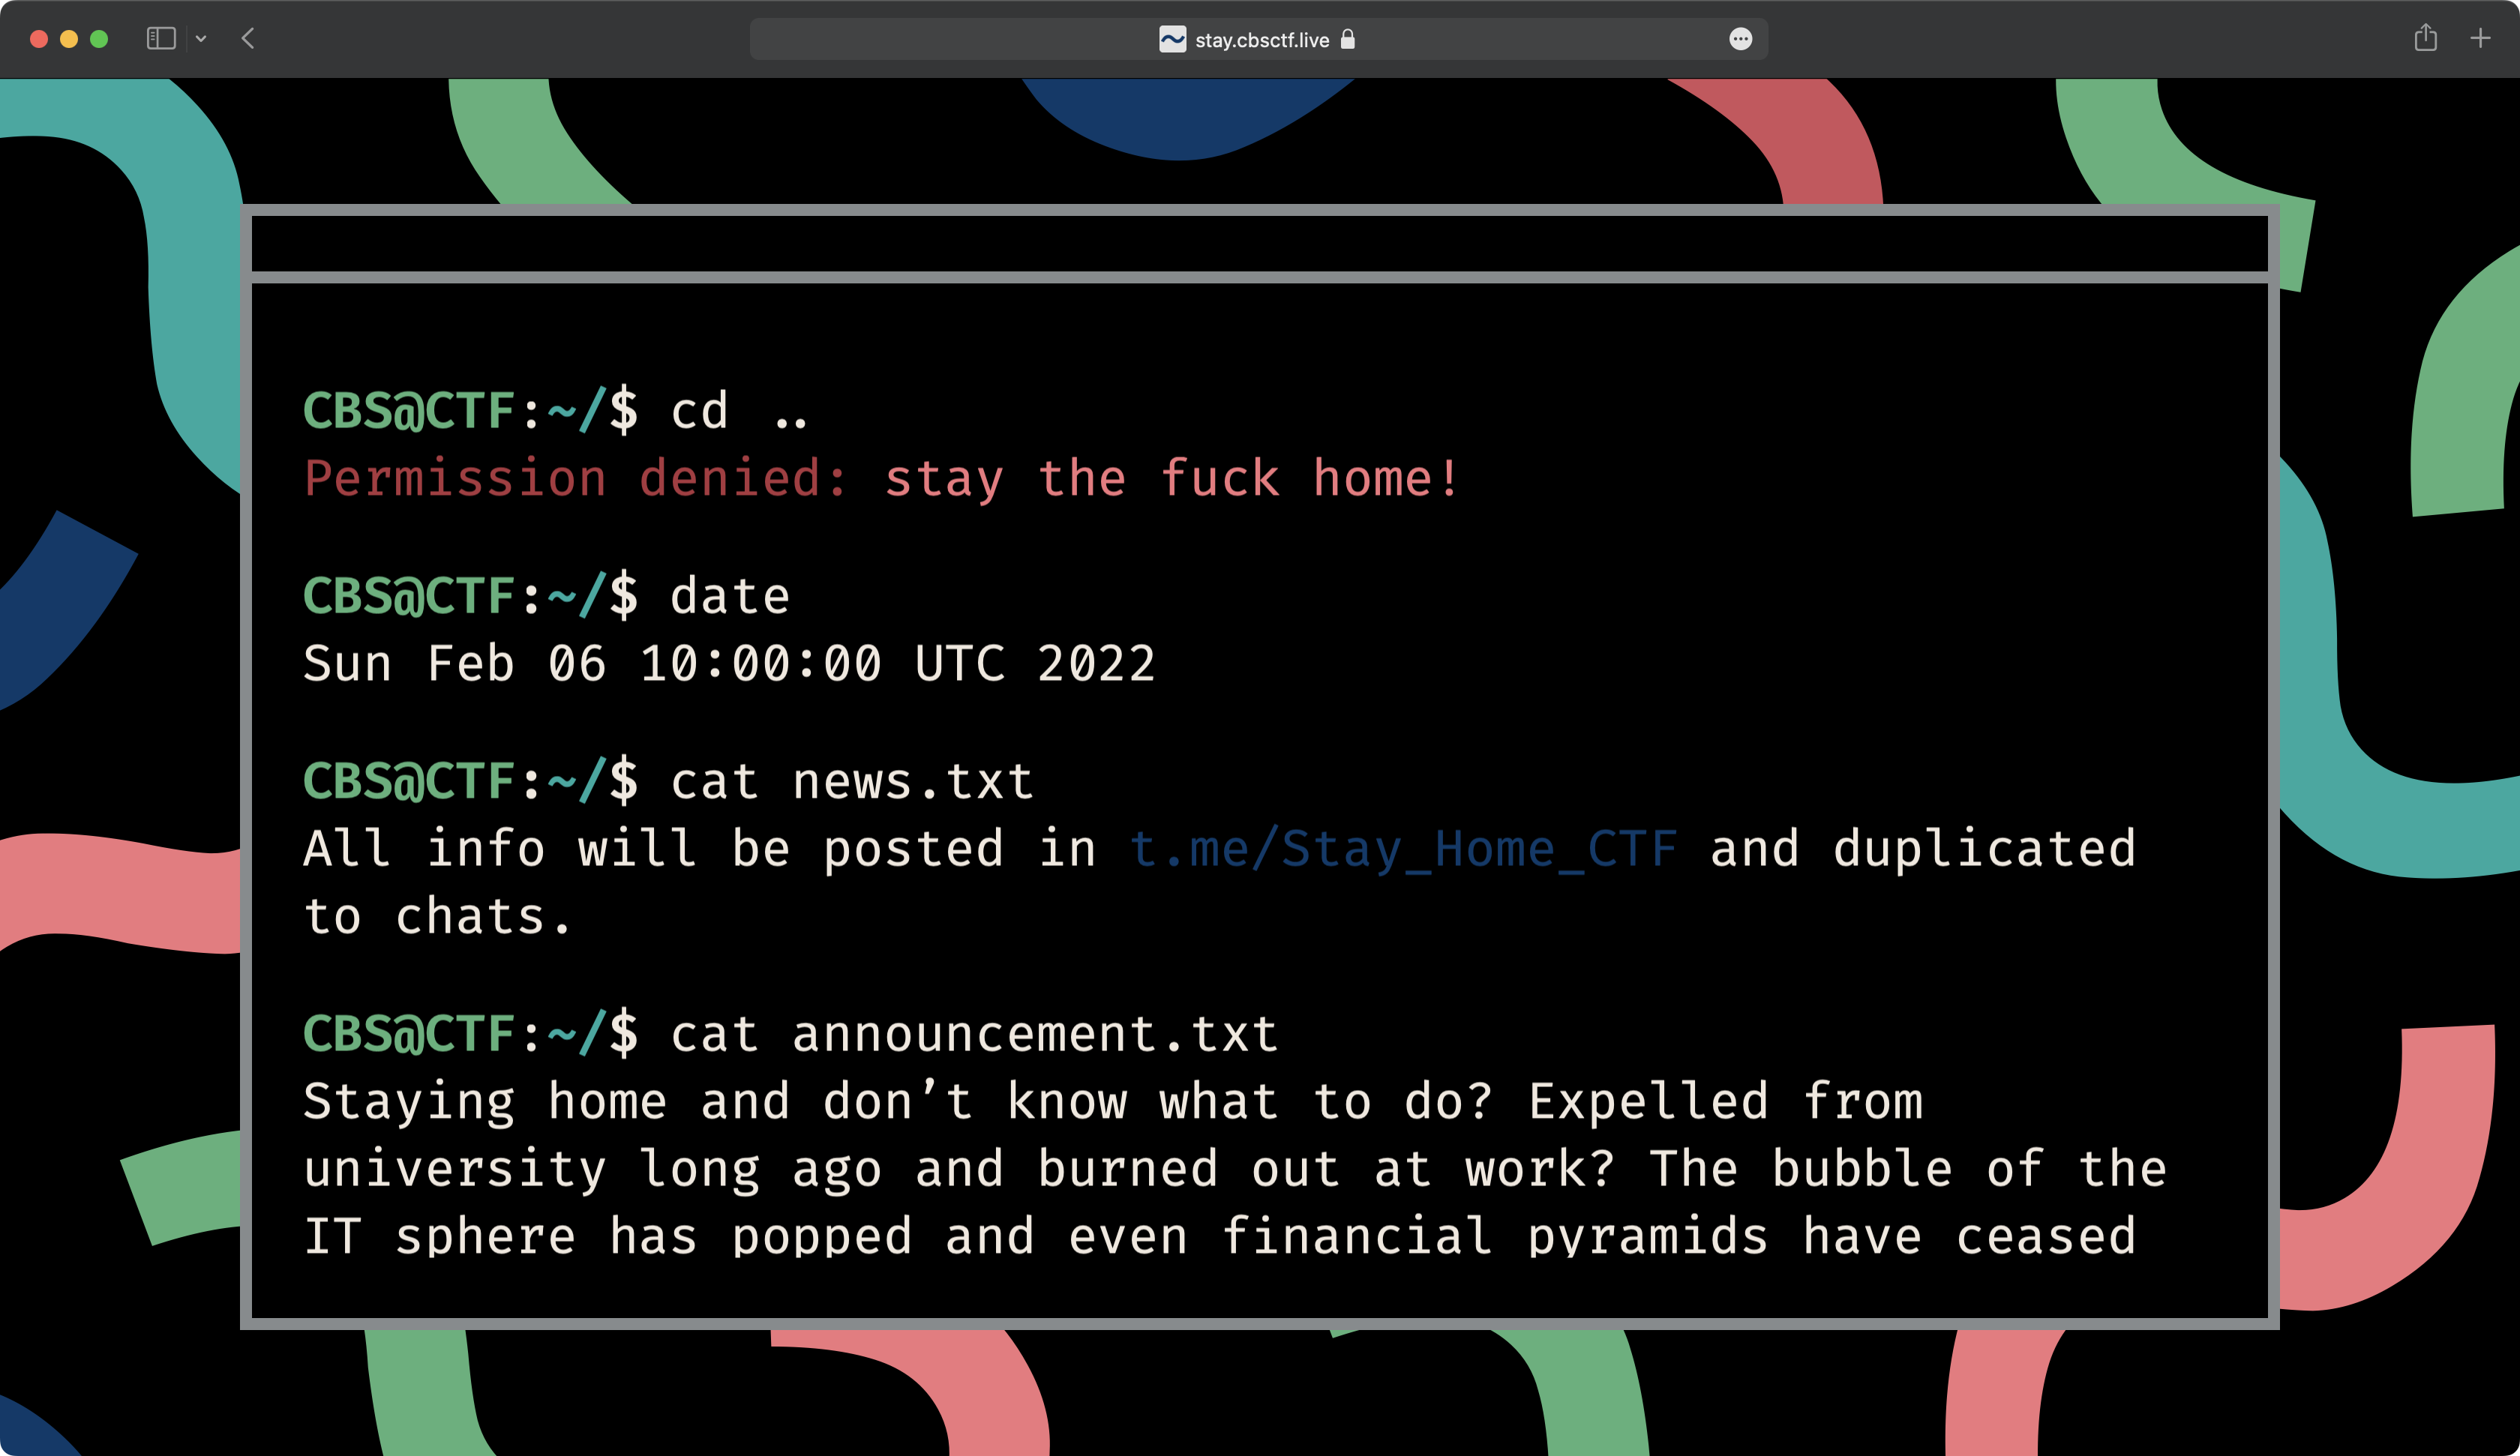 stay.cbsctf.live
CBS@CTF:~/$ cd ..
Permission denied: stay the fuck home!
CBS@CTF:~/$ date
Sun Feb 06 10:00:00 UTC 2022
CBS@CTF:~/$ cat news.txt
All info will be posted in t.me/Stay_Home_CTF and duplicated
to chats.
CBS@CTF:~/$ cat announcement.txt
Staying home and don’t know what to do? Expelled from
university long ago and burned out at work? The bubble of the
IT sphere has popped and even financial pyramids have ceased